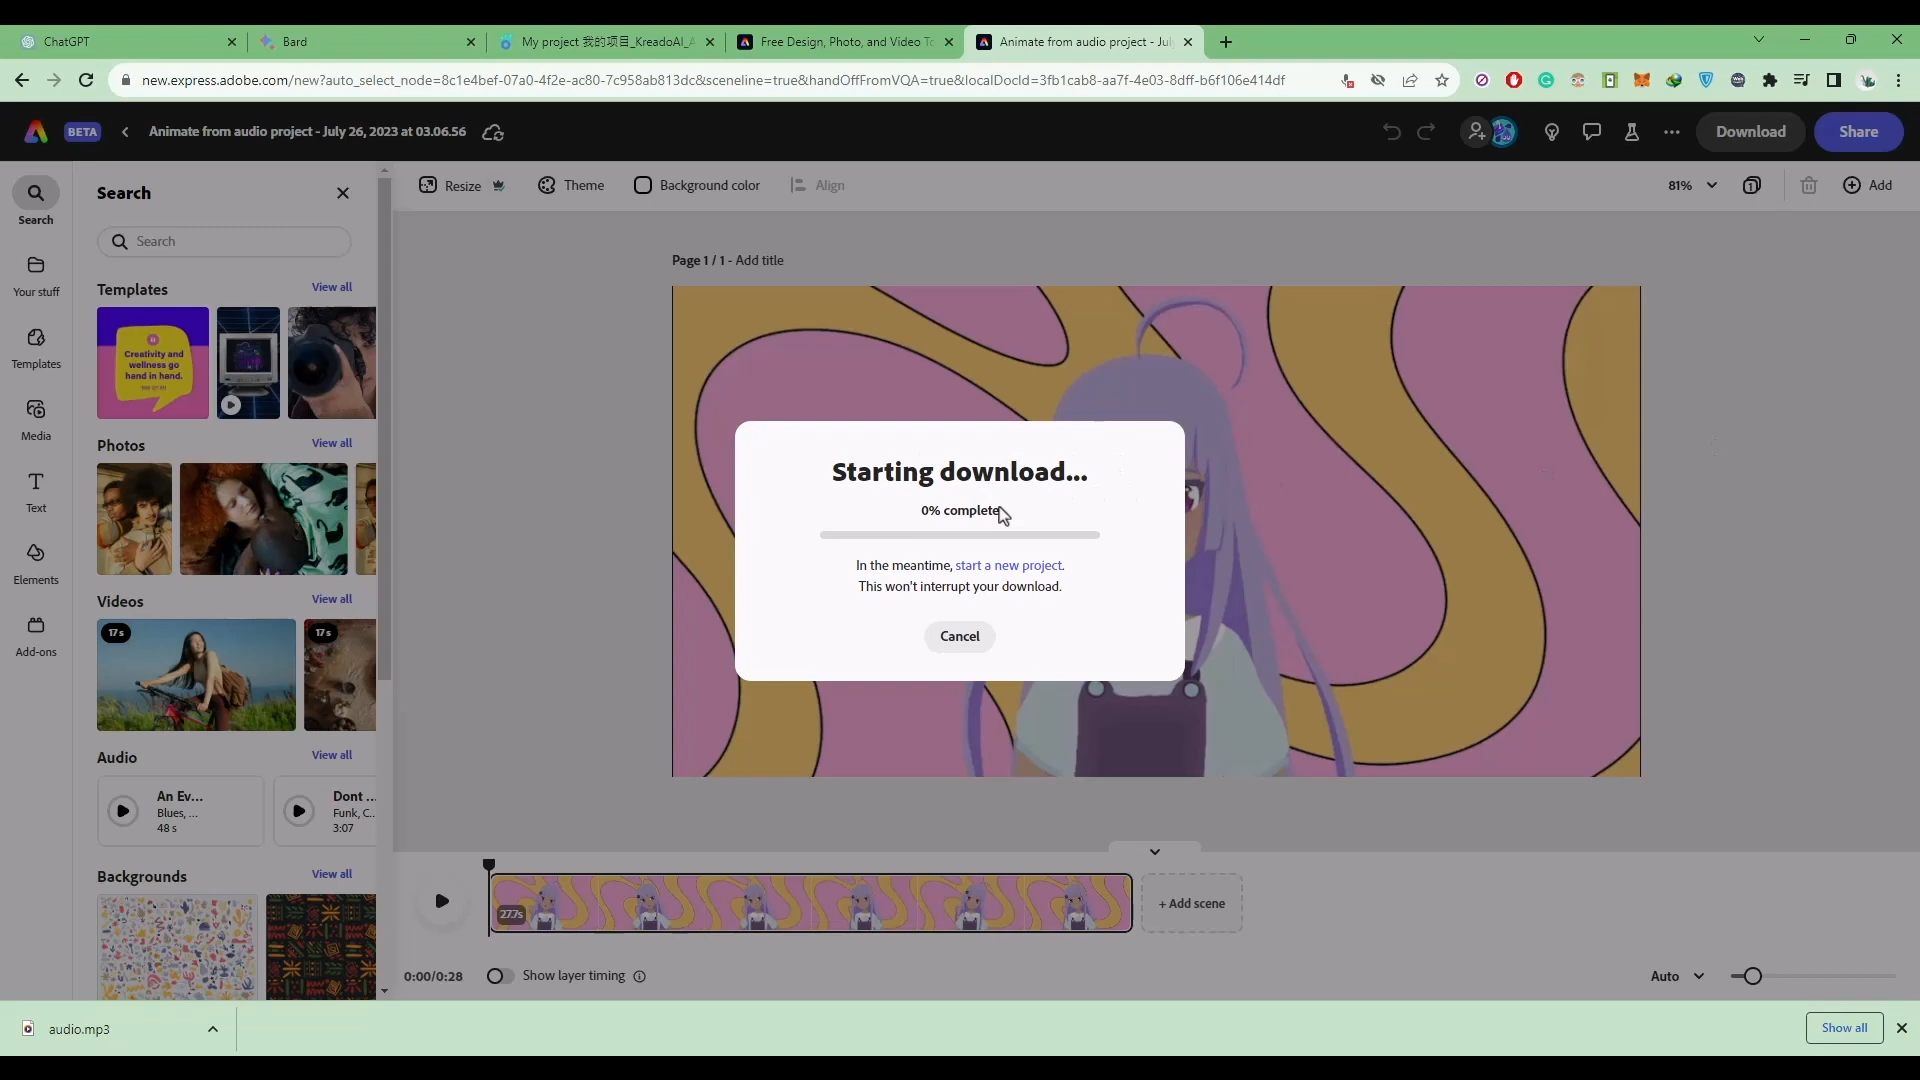 ChatGPT
Bard
My project 我的项目_KreadoAI_A
Free Design, Photo, and Video To
Animate from audio project - Jul
new.express.adobe.com/new?auto_select_node=8c1e4bef-07a0-4f2e-ac80-7c958ab813dc&sceneline=true&handOffFromVQA=true&localDocId=3fb1cab8-aa7f-4e03-8dff-b6f106e414df
BETA
Animate from audio project - July 26, 2023 at 03.06.56
Download
Share
Search
Resize
Theme
Background color
Align
81%
1
Add
Search
Search
Your stuff
Templates
Media
Text
Elements
Add-ons
Templates
View all
Creativity and
wellness go
hand in hand.
Photos
View all
Videos
View all
17 s
17 s
Audio
View all
An Ev...
Blues, ...
48 s
Dont ...
Funk, C..
3:07
Backgrounds
View all
Page 1 / 1 - Add title
Starting download...
0% complete
In the meantime, start a new project.
This won't interrupt your download.
Cancel
27.7s
+ Add scene
0:00/0:28
Show layer timing
Auto
audio.mp3
Show all